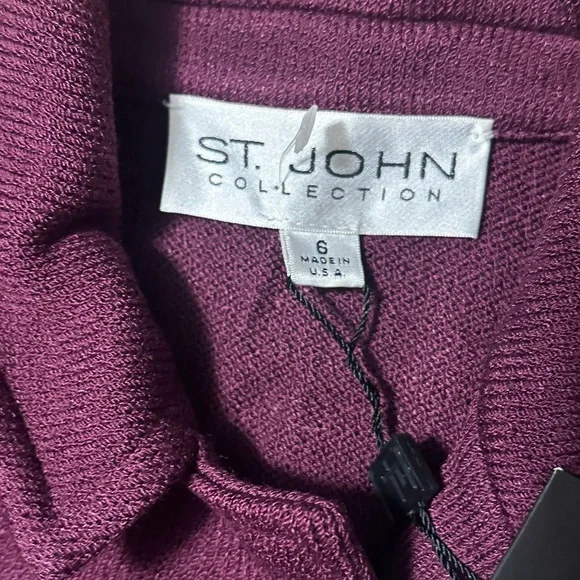 ST. JOHN
COLLECTION
6
MADE IN
U.S.A.